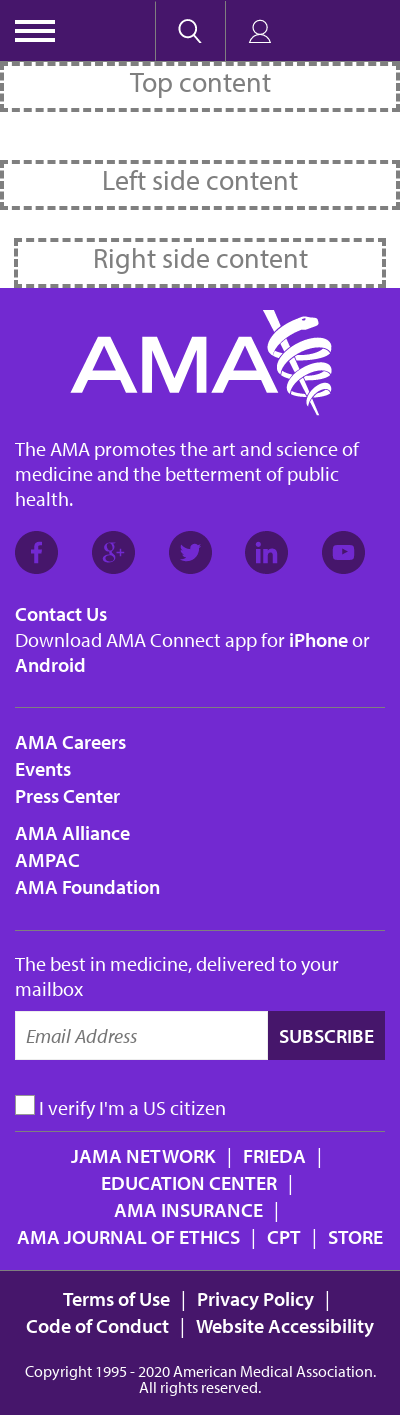 Top content
Left side content
Right side content
AMA
The AMA promotes the art and science of
medicine and the betterment of public
health.
Contact Us
Download AMA Connect app for iPhone or
Android
AMA Careers
Events
Press Center
AMA Alliance
AMPAC
AMA Foundation
The best in medicine, delivered to your
mailbox
Email Address SUBSCRIBE
I verify I'm a US citizen
JAMA NETWORK | FRIEDA |
EDUCATION CENTER |
AMA INSURANCE |
AMA JOURNAL OF ETHICS | CPT | STORE
Terms of Use | Privacy Policy |
Code of Conduct | Website Accessibility
Copyright 1995 - 2020 American Medical Association.
All rights reserved.